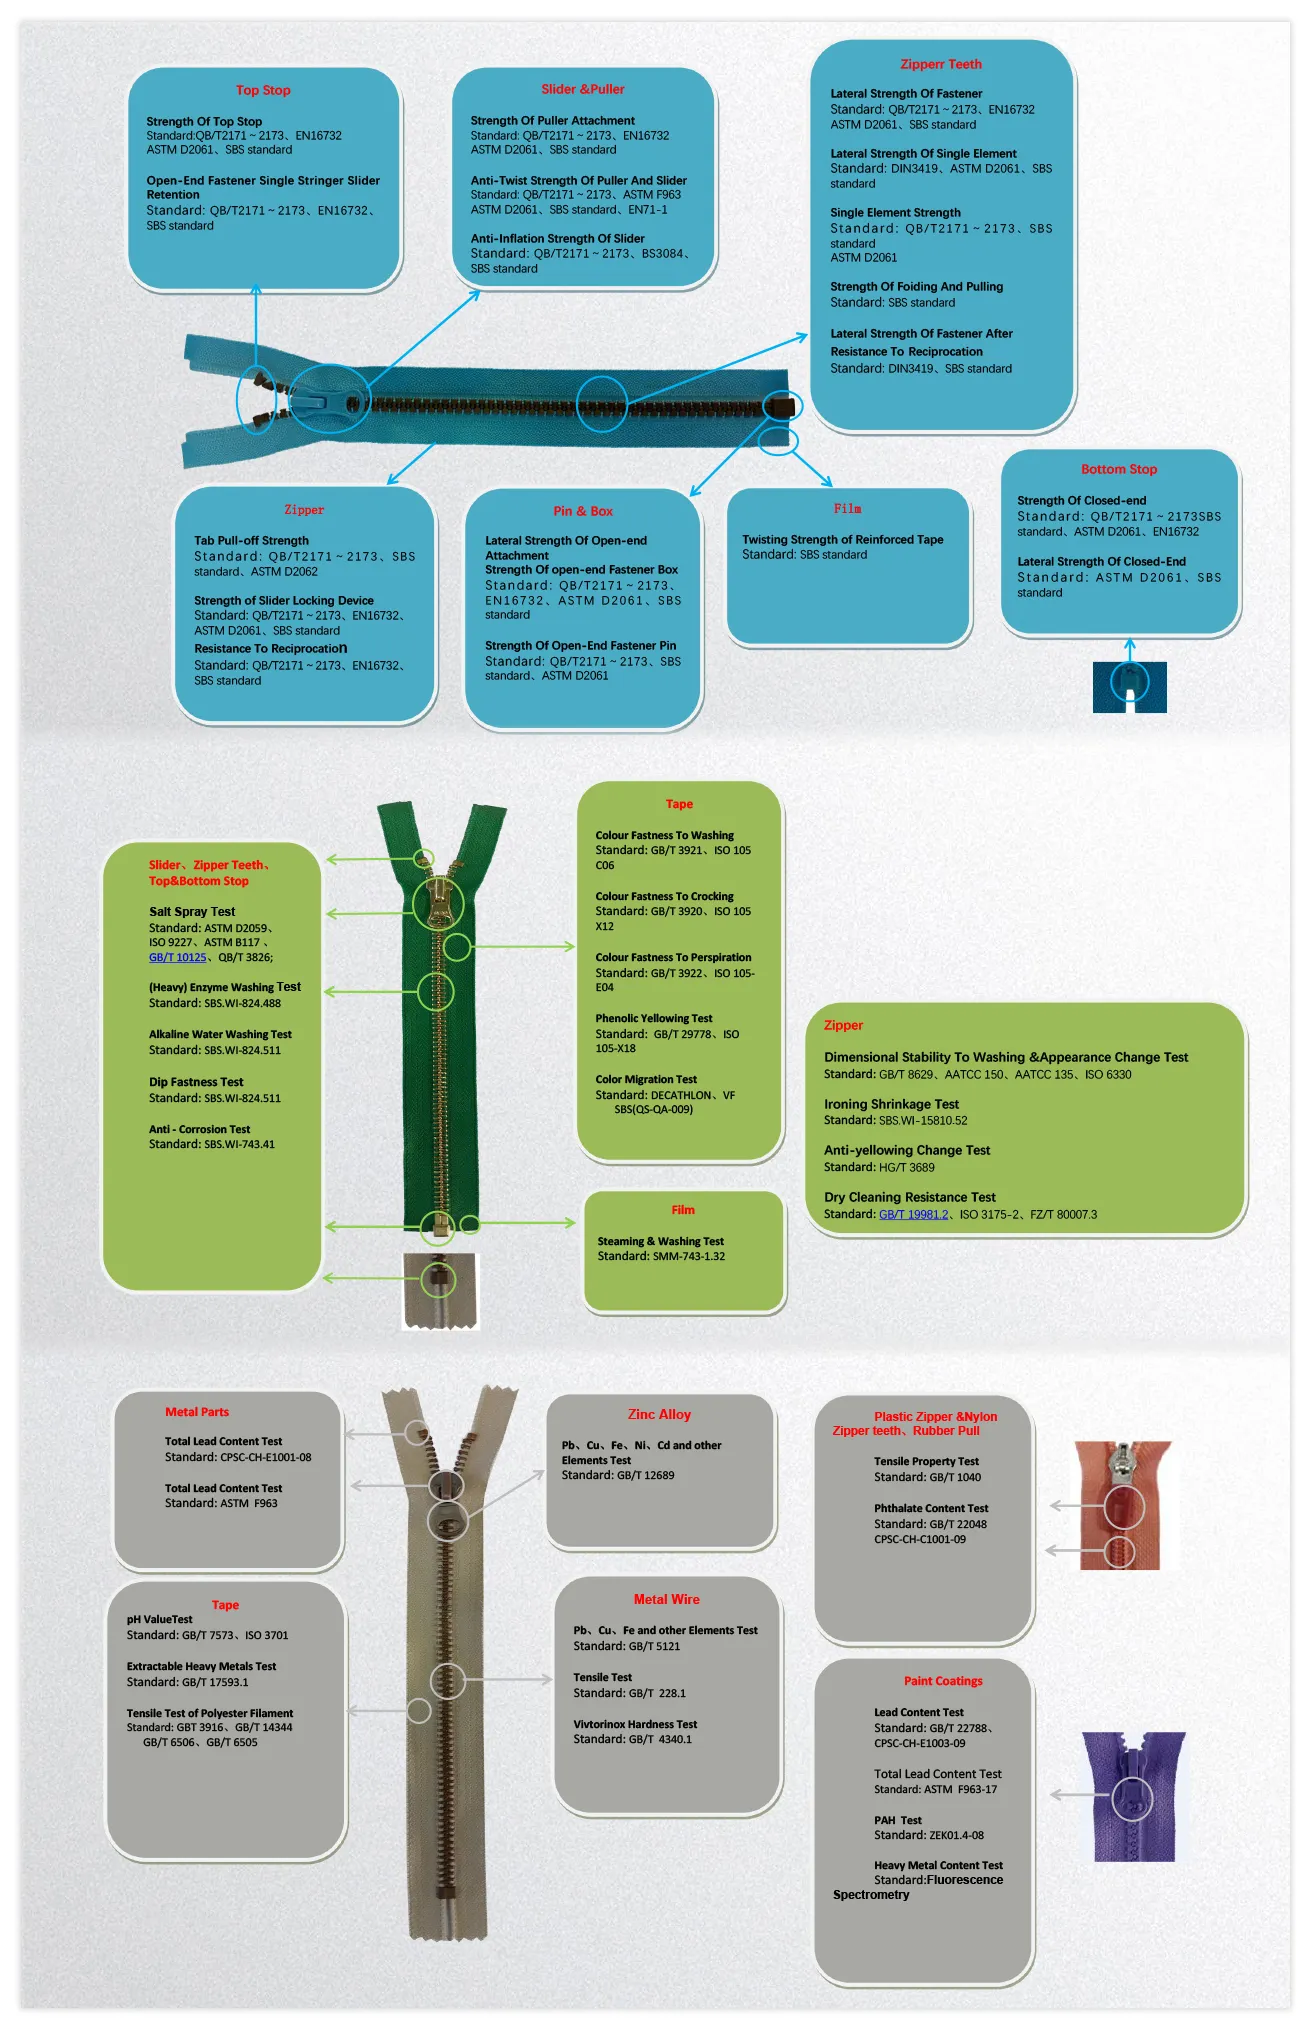 Top Stop
Strength Of Top Stop
Standard:QB/T2171～2173、EN16732
ASTM D2061、SBS standard
Open-End Fastener Single Stringer Slider
Retention
Standard: QB/T2171～2173、EN16732、
SBS standard
Slider &Puller
Strength Of Puller Attachment
Standard: QB/T2171～2173、EN16732
ASTM D2061、SBS standard
Anti-Twist Strength Of Puller And Slider
Standard: QB/T2171～2173、ASTM F963
ASTM D2061、SBS standard、EN71-1
Anti-Inflation Strength Of Slider
Standard: QB/T2171～2173、BS3084、
SBS standard
Zipperr Teeth
Lateral Strength Of Fastener
Standard: QB/T2171～2173、EN16732
ASTM D2061、SBS standard
Lateral Strength Of Single Element
Standard: DIN3419、ASTM D2061、SBS
standard
Single Element Strength
Standard: QB/T2171～2173、SBS
standard
ASTM D2061
Strength Of Foiding And Pulling
Standard: SBS standard
Lateral Strength Of Fastener After
Resistance To Reciprocation
Standard: DIN3419、SBS standard
Zipper
Tab Pull-off Strength
Standard: QB/T2171～2173、SBS
standard、ASTM D2062
Strength of Slider Locking Device
Standard: QB/T2171～2173、EN16732、
ASTM D2061、SBS standard
Resistance To Reciprocation
Standard: QB/T2171～2173、EN16732、
SBS standard
Pin & Box
Lateral Strength Of Open-end
Attachment
Strength Of open-end Fastener Box
Standard: QB/T2171～2173、
EN16732、ASTM D2061、SBS
standard
Strength Of Open-End Fastener Pin
Standard: QB/T2171～2173、SBS
standard、ASTM D2061
Film
Twisting Strength of Reinforced Tape
Standard: SBS standard
Bottom Stop
Strength Of Closed-end
Standard: QB/T2171～2173SBS
standard、ASTM D2061、EN16732
Lateral Strength Of Closed-End
Standard: ASTM D2061、SBS
standard
Slider、Zipper Teeth、
Top&Bottom Stop
Salt Spray Test
Standard: ASTM D2059、
ISO 9227、ASTM B117 、
、
GB/T 10125、QB/T 3826;
(Heavy) Enzyme Washing Test
Standard: SBS.WI-824.488
Alkaline Water Washing Test
Standard: SBS.WI-824.511
Dip Fastness Test
Standard: SBS.WI-824.511
Anti - Corrosion Test
Standard: SBS.WI-743.41
Tape
Colour Fastness To Washing
Standard: GB/T 3921、ISO 105
C06
Colour Fastness To Crocking
Standard: GB/T 3920、ISO 105
X12
Colour Fastness To Perspiration
Standard: GB/T 3922、ISO 105-
E04
Phenolic Yellowing Test
Standard: GB/T 29778、ISO
105-X18
Color Migration Test
Standard: DECATHLON、VF
SBS(QS-QA-009)
Film
Steaming & Washing Test
Standard: SMM-743-1.32
Zipper
Dimensional Stability To Washing &Appearance Change Test
Standard: GB/T 8629、AATCC 150、AATCC 135、ISO 6330
Ironing Shrinkage Test
Standard: SBS.WI-15810.52
Anti-yellowing Change Test
Standard: HG/T 3689
Dry Cleaning Resistance Test
Standard: GB/T 19981.2、ISO 3175-2、FZ/T 80007.3
Metal Parts
Total Lead Content Test
Standard: CPSC-CH-E1001-08
Total Lead Content Test
Standard: ASTM F963
Zinc Alloy
Pb、Cu、Fe、Ni、Cd and other
Elements Test
Standard: GB/T 12689
Plastic Zipper &Nylon
Zipper teeth、Rubber Pull
Tensile Property Test
Standard: GB/T 1040
Phthalate Content Test
Standard: GB/T 22048
CPSC-CH-C1001-09
Tape
pH ValueTest
Standard: GB/T 7573、ISO 3701
Extractable Heavy Metals Test
Standard: GB/T 17593.1
Tensile Test of Polyester Filament
Standard: GBT 3916、GB/T 14344
GB/T 6506、GB/T 6505
Metal Wire
Pb、Cu、Fe and other Elements Test
Standard: GB/T 5121
Tensile Test
Standard: GB/T 228.1
Vivtorinox Hardness Test
Standard: GB/T 4340.1
Paint Coatings
Lead Content Test
Standard: GB/T 22788、
CPSC-CH-E1003-09
Total Lead Content Test
Standard: ASTM F963-17
PAH Test
Standard: ZEK01.4-08
Heavy Metal Content Test
Standard:Fluorescence
Spectrometry